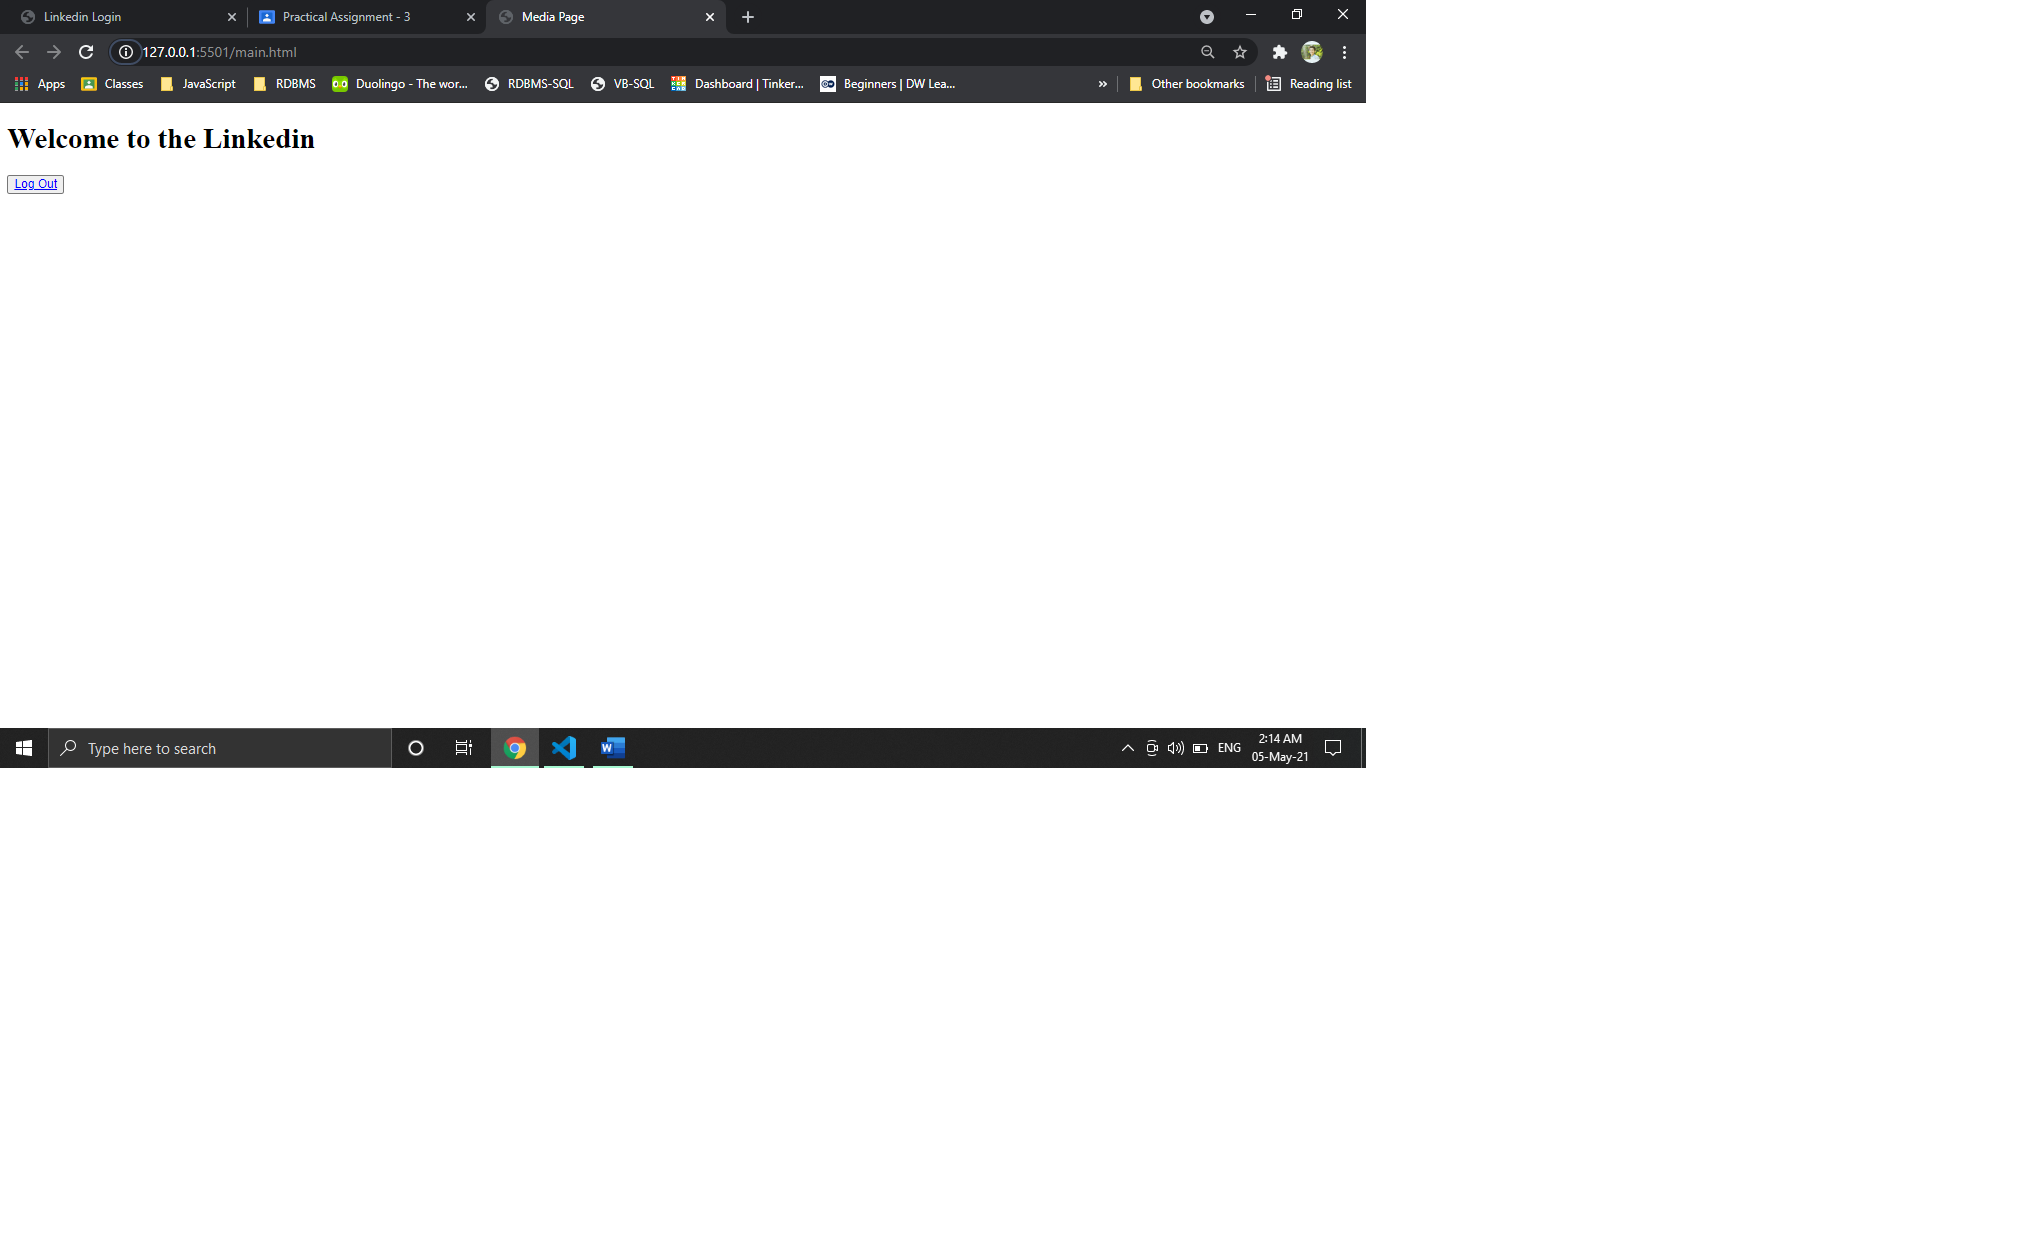 Linkedin Login
Practical Assignment - 3
Media Page
127.0.0.1:5501/main.html
Apps
Classes
JavaScript
RDBMS
Duolingo - The wor...
RDBMS-SQL
VB-SQL
Dashboard | Tinker...
Beginners | DW Lea...
»
Other bookmarks
Reading list
Welcome to the Linkedin
Log Out
Type here to search
ENG
2:14 AM
05-May-21